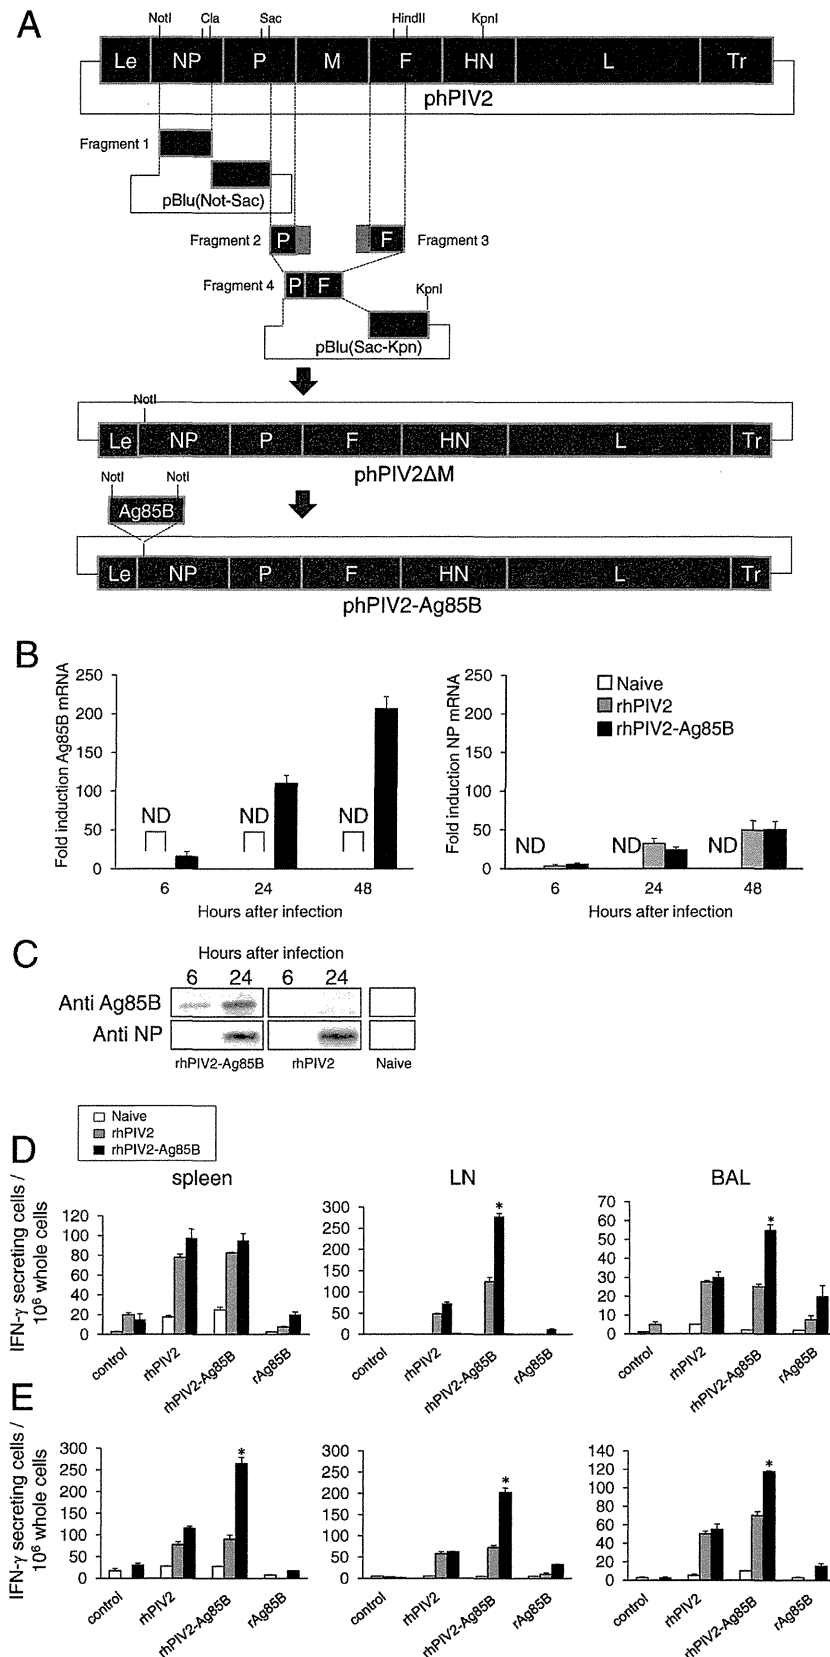 A
NotI Cla Sac HindII KpnI
Le NP P M F HN L Tr
phPIV2
Fragment 1
pBlu(Not-Sac)
Fragment 2 P F Fragment 3
Fragment 4 P F
KpnI
pBlu(Sac-Kpn)
NotI
Le NP P F HN L Tr
phPIV2ΔM
NotI NotI
Ag85B
Le NP P F HN L Tr
phPIV2-Ag85B
B
Fold induction Ag85B mRNA
250
200
150
100
50
0
ND ND ND
6 24 48
Hours after infection
Fold induction NP mRNA
250
200
150
100
50
0
Naive
rhPIV2
rhPIV2-Ag85B
ND ND ND
6 24 48
Hours after infection
C
Hours after infection
6 24 6 24
Anti Ag85B
Anti NP
rhPIV2-Ag85B rhPIV2 Naive
Naive
rhPIV2
rhPIV2-Ag85B
D
spleen LN BAL
IFN-γ secreting cells /
10⁶ whole cells
120
100
80
60
40
20
0
control rhPIV2 rhPIV2-Ag85B rAg85B
300
250
200
150
100
50
0
*
control rhPIV2 rhPIV2-Ag85B rAg85B
70
60
50
40
30
20
10
0
*
control rhPIV2 rhPIV2-Ag85B rAg85B
E
IFN-γ secreting cells /
10⁶ whole cells
300
250
200
150
100
50
0
*
control rhPIV2 rhPIV2-Ag85B rAg85B
300
250
200
150
100
50
0
*
control rhPIV2 rhPIV2-Ag85B rAg85B
140
120
100
80
60
40
20
0
*
control rhPIV2 rhPIV2-Ag85B rAg85B